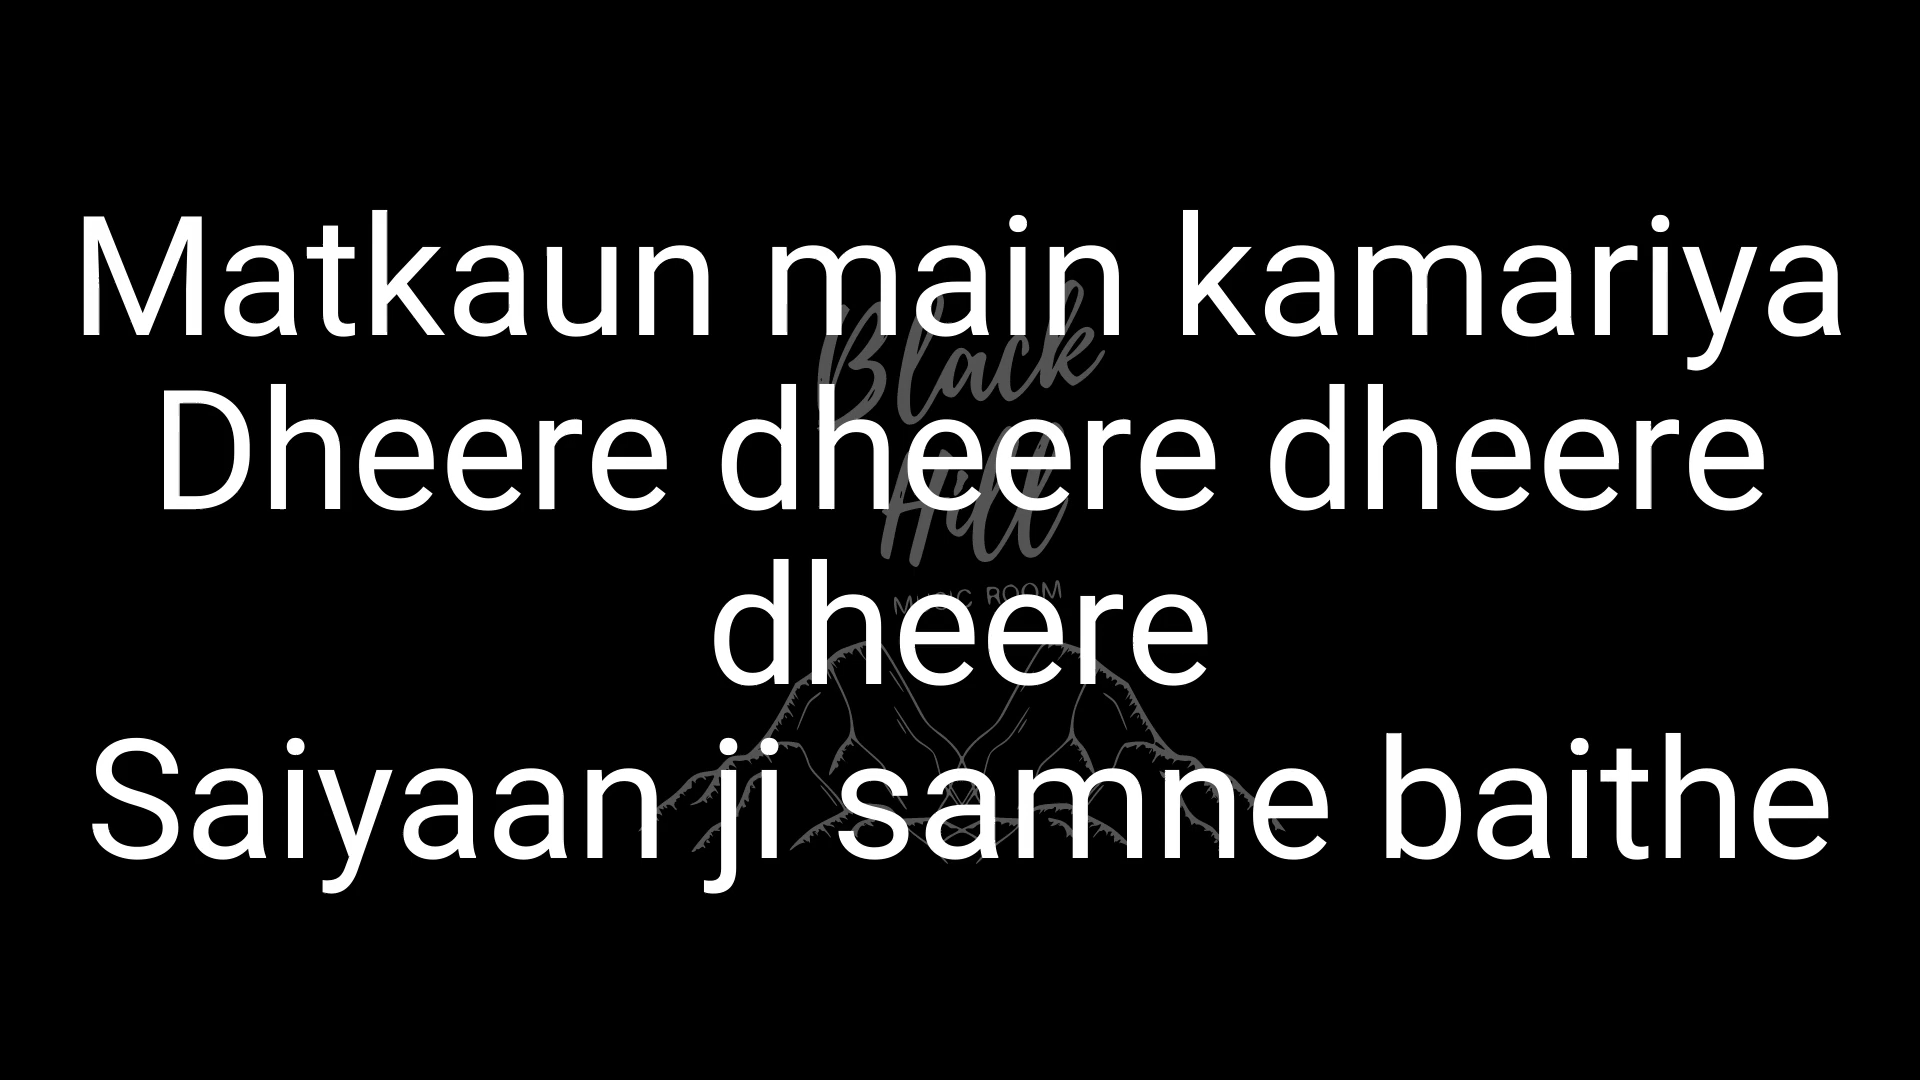 Matkaun main kamariya
Dheere dheere dheere
dheere
Saiyaan ji samne baithe
Black
Hill
MUSIC ROOM